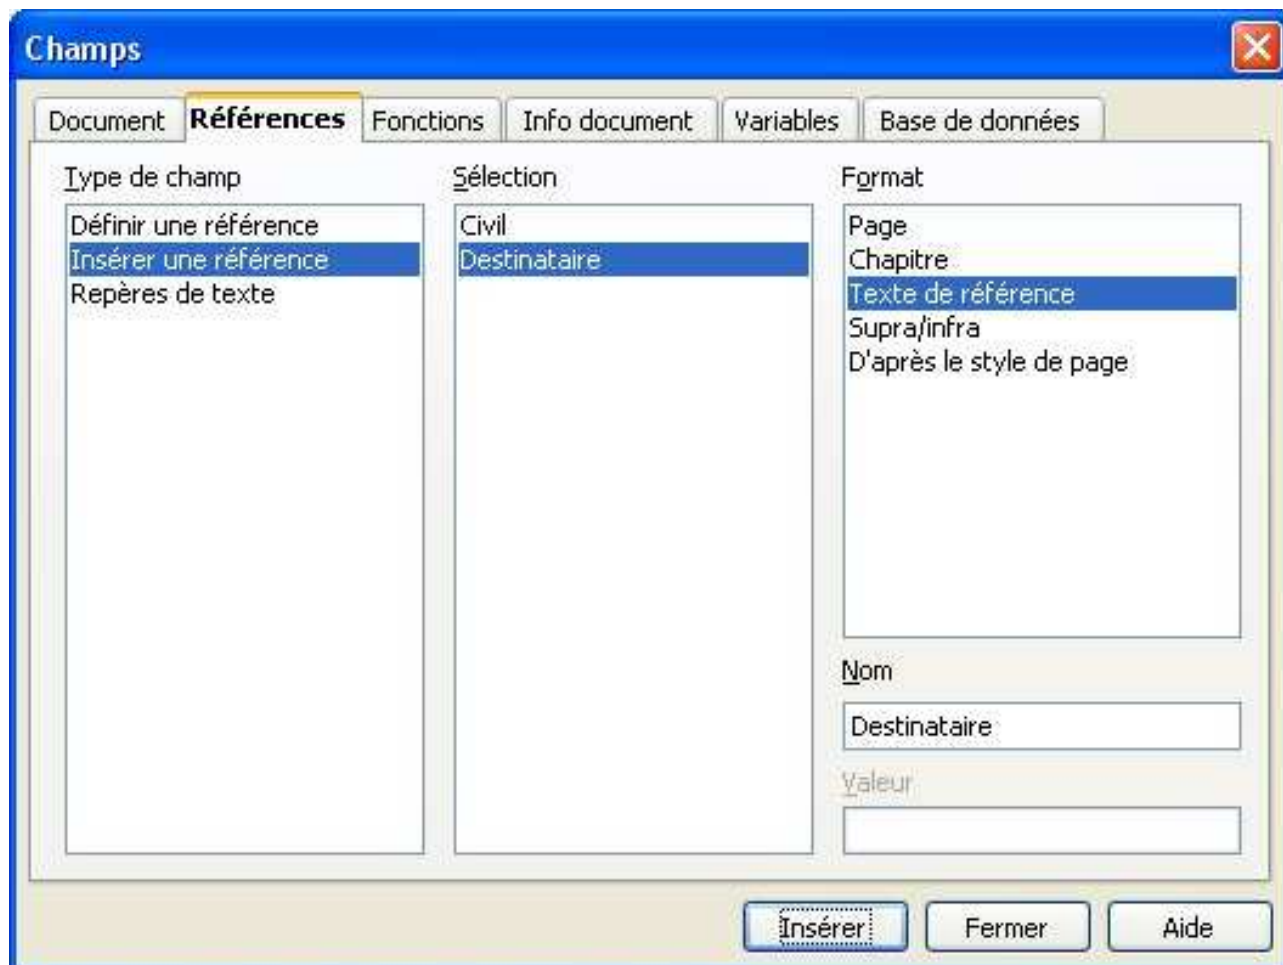 Champs
Document Références Fonctions Info document Variables Base de données
Type de champ
Définir une référence
Insérer une référence
Repères de texte
Sélection
Civil
Destinataire
Format
Page
Chapitre
Texte de référence
Supra/infra
D'après le style de page
Nom
Destinataire
Valeur
Insérer Fermer Aide